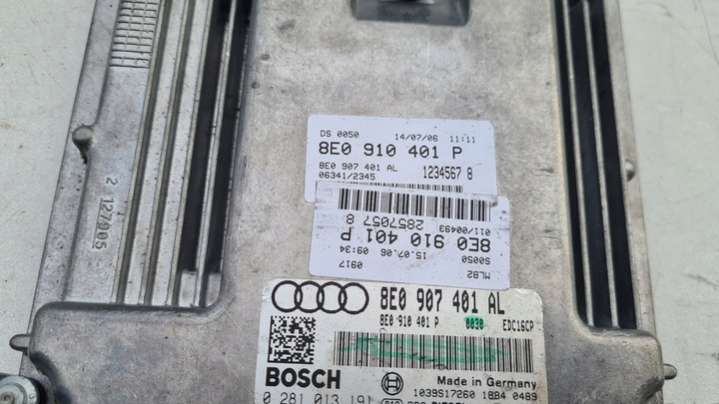 2 127905
DS 0050 14/07/06 11:11
8E0 910 401 P
8E0 907 401 AL 1234567 8
06341/2345
011/00493 2857057 8
8E0 910 401 P
S0050 15.07.06 09:34
MLB2 0917
8E0 907 401 AL
8E0 910 401 P 0030 EDC16CP
BOSCH Made in Germany
1039S17260 1884 0489
0 281 013 191